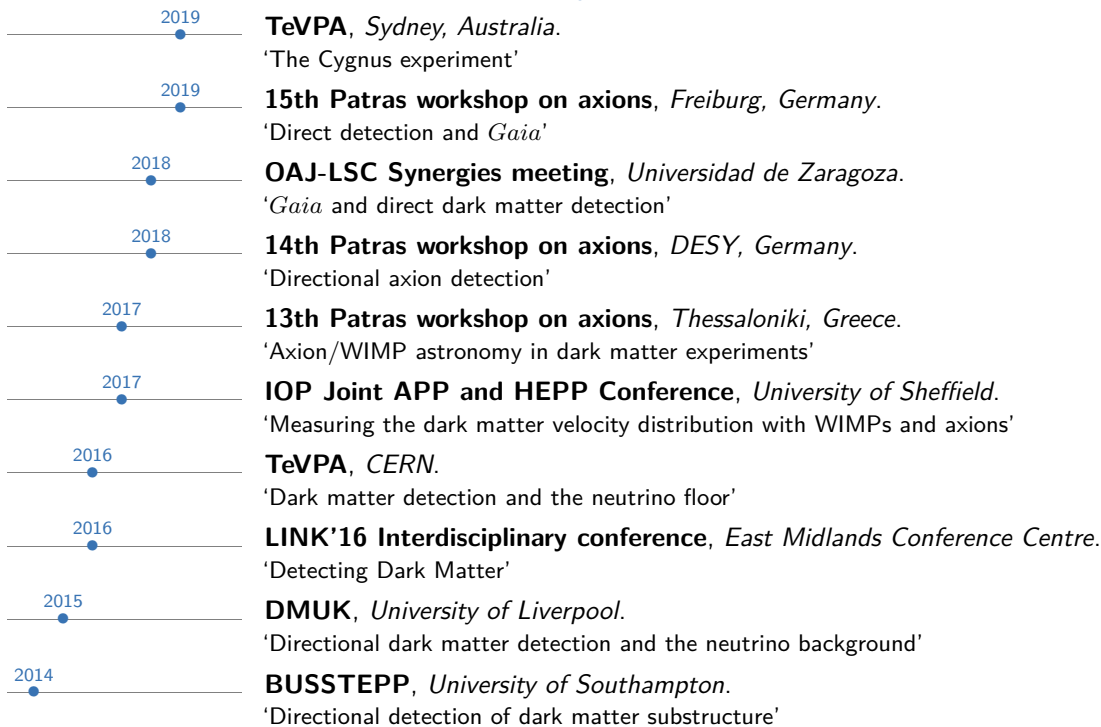 2019
TeVPA, Sydney, Australia.
‘The Cygnus experiment’
2019
15th Patras workshop on axions, Freiburg, Germany.
‘Direct detection and Gaia’
2018
OAJ-LSC Synergies meeting, Universidad de Zaragoza.
‘Gaia and direct dark matter detection’
2018
14th Patras workshop on axions, DESY, Germany.
‘Directional axion detection’
2017
13th Patras workshop on axions, Thessaloniki, Greece.
‘Axion/WIMP astronomy in dark matter experiments’
2017
IOP Joint APP and HEPP Conference, University of Sheffield.
‘Measuring the dark matter velocity distribution with WIMPs and axions’
2016
TeVPA, CERN.
‘Dark matter detection and the neutrino floor’
2016
LINK’16 Interdisciplinary conference, East Midlands Conference Centre.
‘Detecting Dark Matter’
2015
DMUK, University of Liverpool.
‘Directional dark matter detection and the neutrino background’
2014
BUSSTEPP, University of Southampton.
‘Directional detection of dark matter substructure’